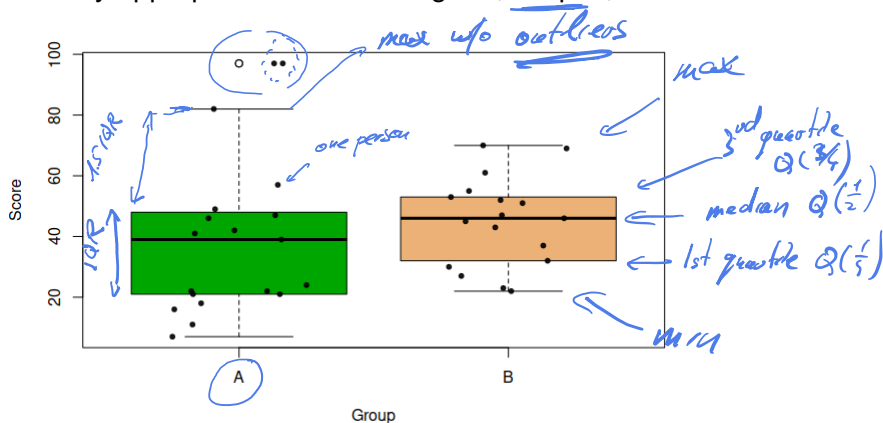 max w/o outliers
max
one person
3rd quartile
Q(3/4)
median Q(1/2)
1st quartile Q(1/5)
min
1.5 IQR
IQR
Score
100
80
60
40
20
A
B
Group